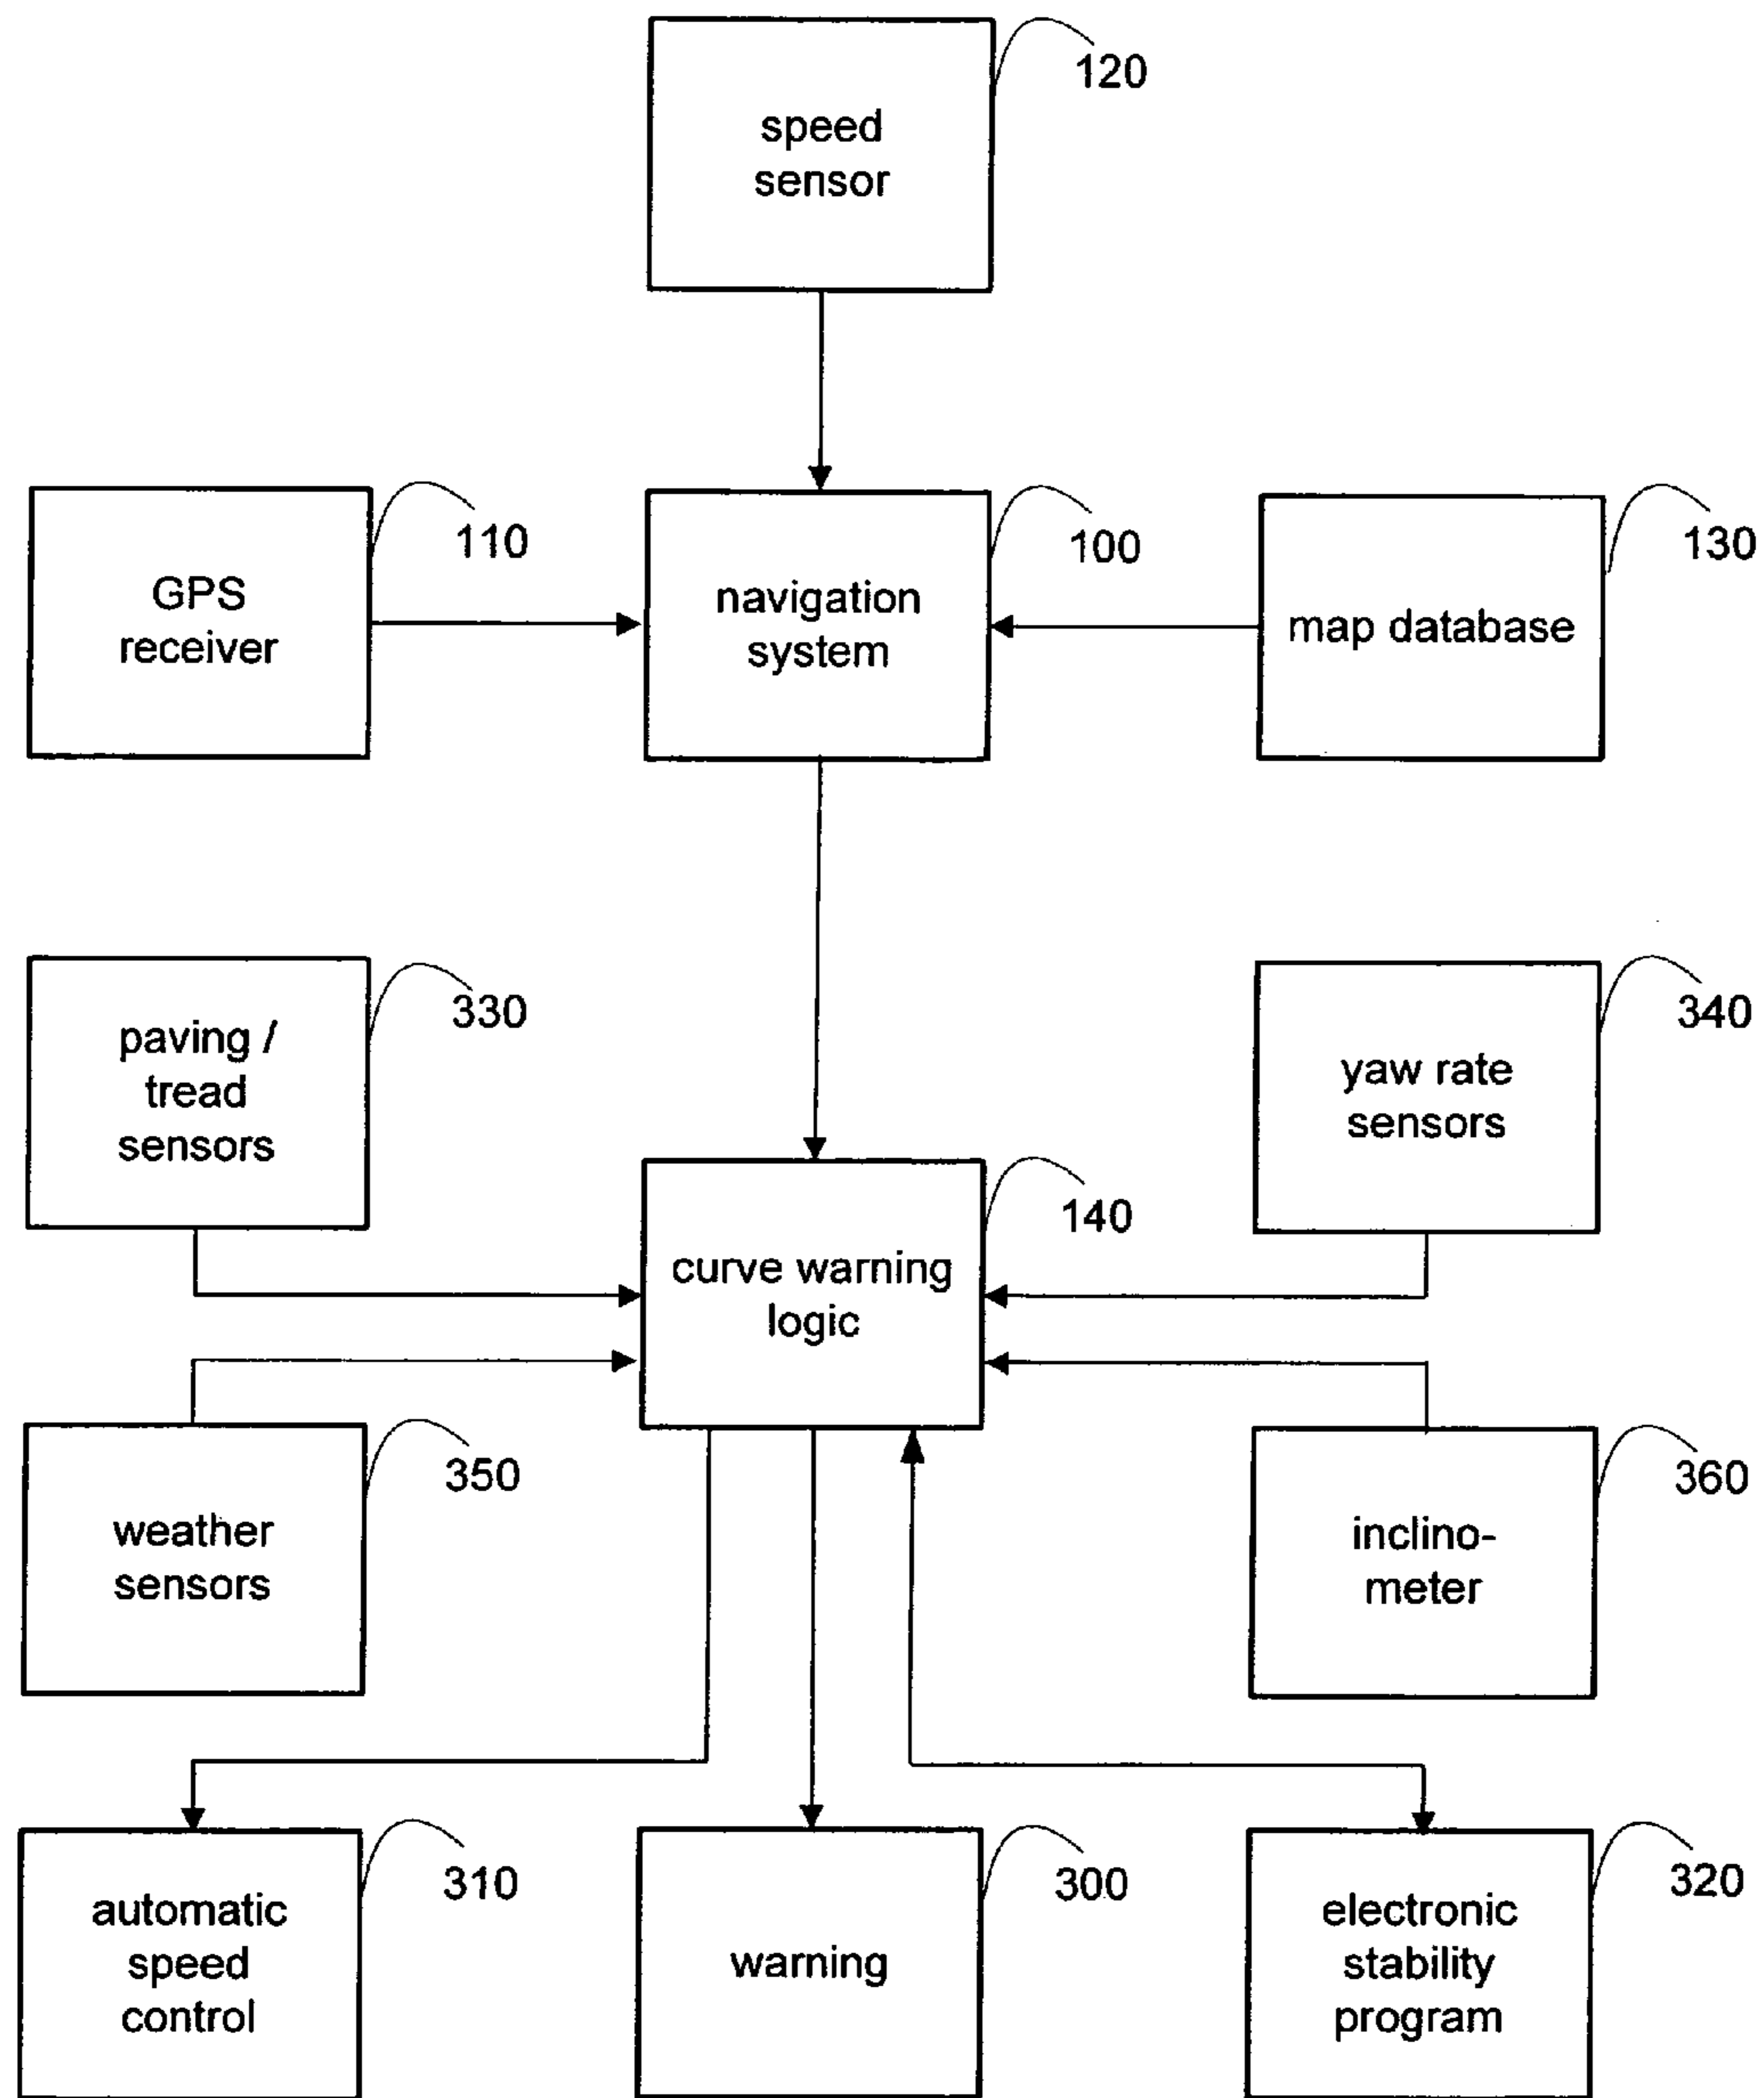 120
speed
sensor
110
100
130
GPS
receiver
navigation
system
map database
330
340
paving /
tread
sensors
yaw rate
sensors
140
curve warning
logic
350
360
weather
sensors
inclino-
meter
310
300
320
automatic
speed
control
warning
electronic
stability
program